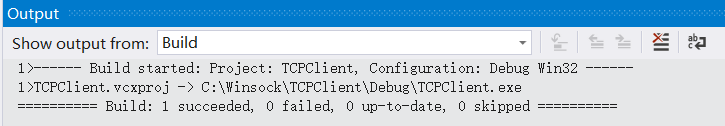 Output
Show output from: Build
1>------ Build started: Project: TCPClient, Configuration: Debug Win32 ------
1>TCPClient.vcxproj -> C:\Winsock\TCPClient\Debug\TCPClient.exe
========== Build: 1 succeeded, 0 failed, 0 up-to-date, 0 skipped ==========